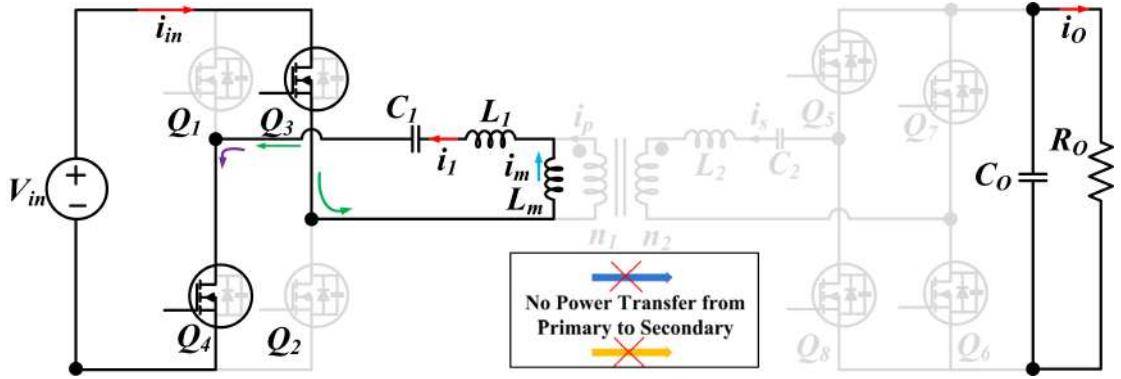 i_in
i_O
Q_1
Q_3
C_1
L_1
i_p
i_s
Q_5
Q_7
i_1
i_m
L_2
C_2
V_in
+
−
L_m
C_O
R_O
n_1
n_2
No Power Transfer from
Primary to Secondary
Q_4
Q_2
Q_8
Q_6